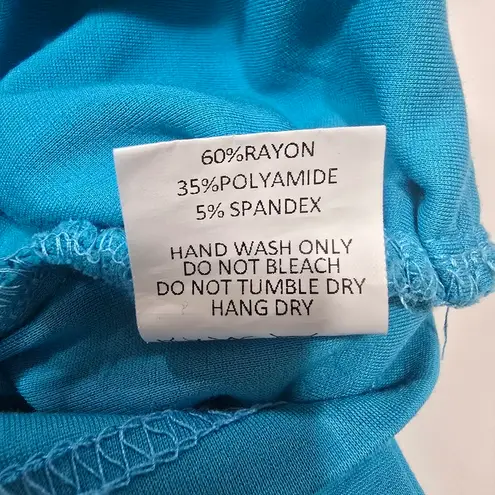 60%RAYON
35%POLYAMIDE
5% SPANDEX
HAND WASH ONLY
DO NOT BLEACH
DO NOT TUMBLE DRY
HANG DRY